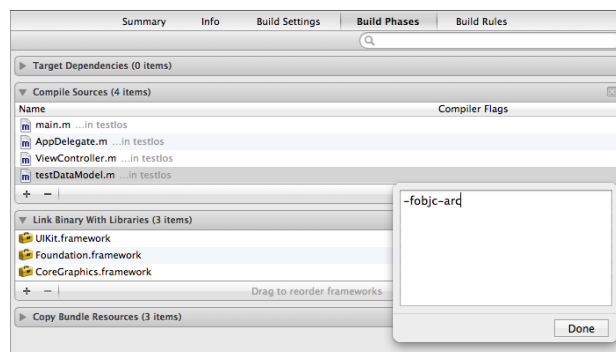 Summary Info Build Settings Build Phases Build Rules
Target Dependencies (0 items)
Compile Sources (4 items)
Name Compiler Flags
main.m ...in testIos
AppDelegate.m ...in testIos
ViewController.m ...in testIos
testDataModel.m ...in testIos
+ −
-fobjc-arc
Link Binary With Libraries (3 items)
UIKit.framework
Foundation.framework
CoreGraphics.framework
+ − Drag to reorder frameworks
Copy Bundle Resources (3 items)
Done